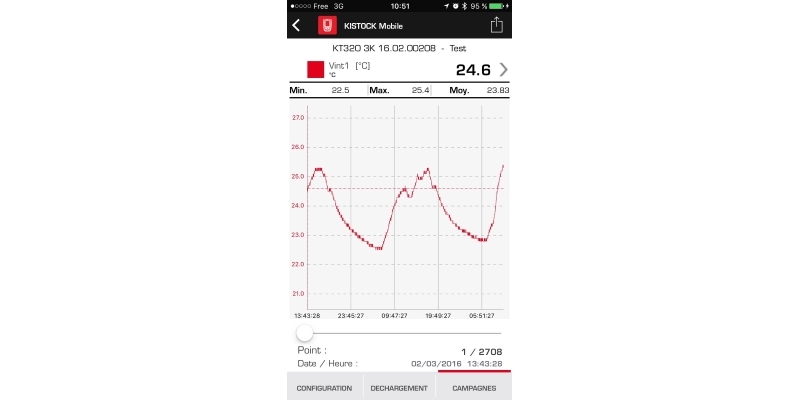 Free 3G 10:51 95 %
KISTOCK Mobile
KT320 3K 16.02.00208 - Test
Vint1 [°C] 24.6
°C
Min. 22.5 Max. 25.4 Moy. 23.83
27.0
26.0
25.0
24.0
23.0
22.0
21.0
13:43:28 23:45:27 09:47:27 19:49:27 05:51:27
Point : 1 / 2708
Date / Heure : 02/03/2016 13:43:28
CONFIGURATION DECHARGEMENT CAMPAGNES